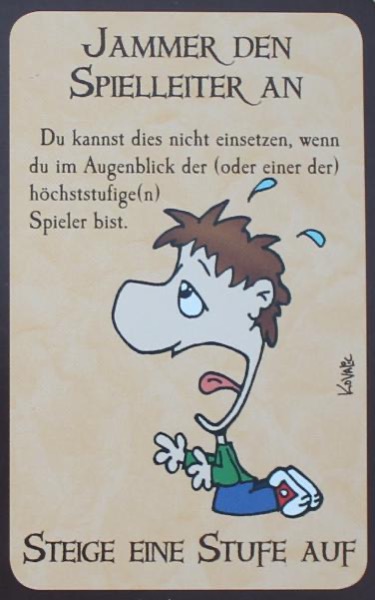 Jammer den
Spielleiter an
Du kannst dies nicht einsetzen, wenn
du im Augenblick der (oder einer der)
höchststufige(n)
Spieler bist.
Kovalic
Steige eine Stufe auf